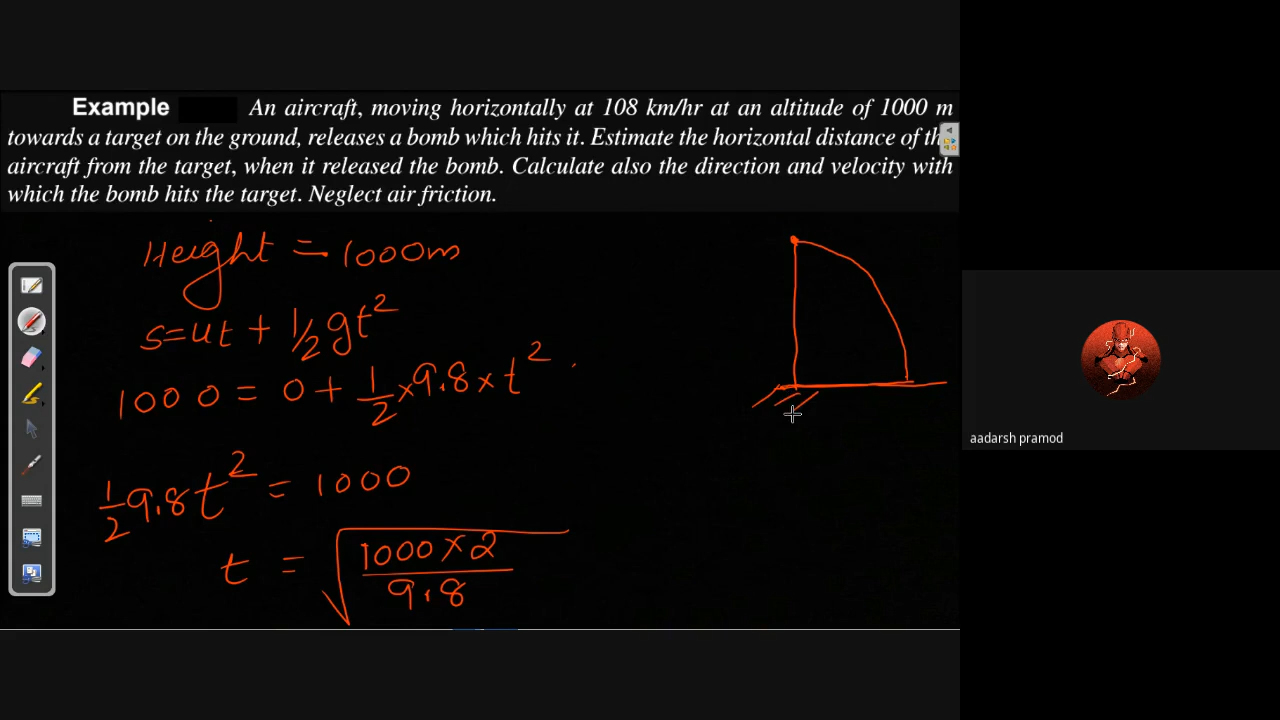 Example An aircraft, moving horizontally at 108 km/hr at an altitude of 1000 m
towards a target on the ground, releases a bomb which hits it. Estimate the horizontal distance of th
aircraft from the target, when it released the bomb. Calculate also the direction and velocity with
which the bomb hits the target. Neglect air friction.
Height = 1000m
s=ut + 1/2 gt²
1000 = 0 + 1/2 × 9.8 × t²
1/2 9.8 t² = 1000
t = √(1000 × 2 / 9.8)
aadarsh pramod